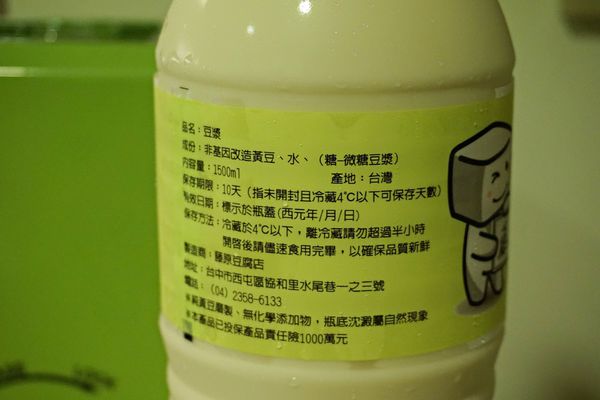 品名：豆漿
成份：非基因改造黃豆、水、（糖-微糖豆漿）
內容量：1500ml 產地：台灣
保存期限：10天（指未開封且冷藏4℃以下可保存天數）
有效日期：標示於瓶蓋(西元年/月/日)
保存方法：冷藏於4℃以下，離冷藏請勿超過半小時
開啓後請儘速食用完畢，以確保品質新鮮
製造商：藤原豆腐店
地址：台中市西屯區協和里水尾巷一之三號
電話：（04）2358-6133
※純黃豆磨製、無化學添加物，瓶底沈澱屬自然現象
※本產品已投保產品責任險1000萬元